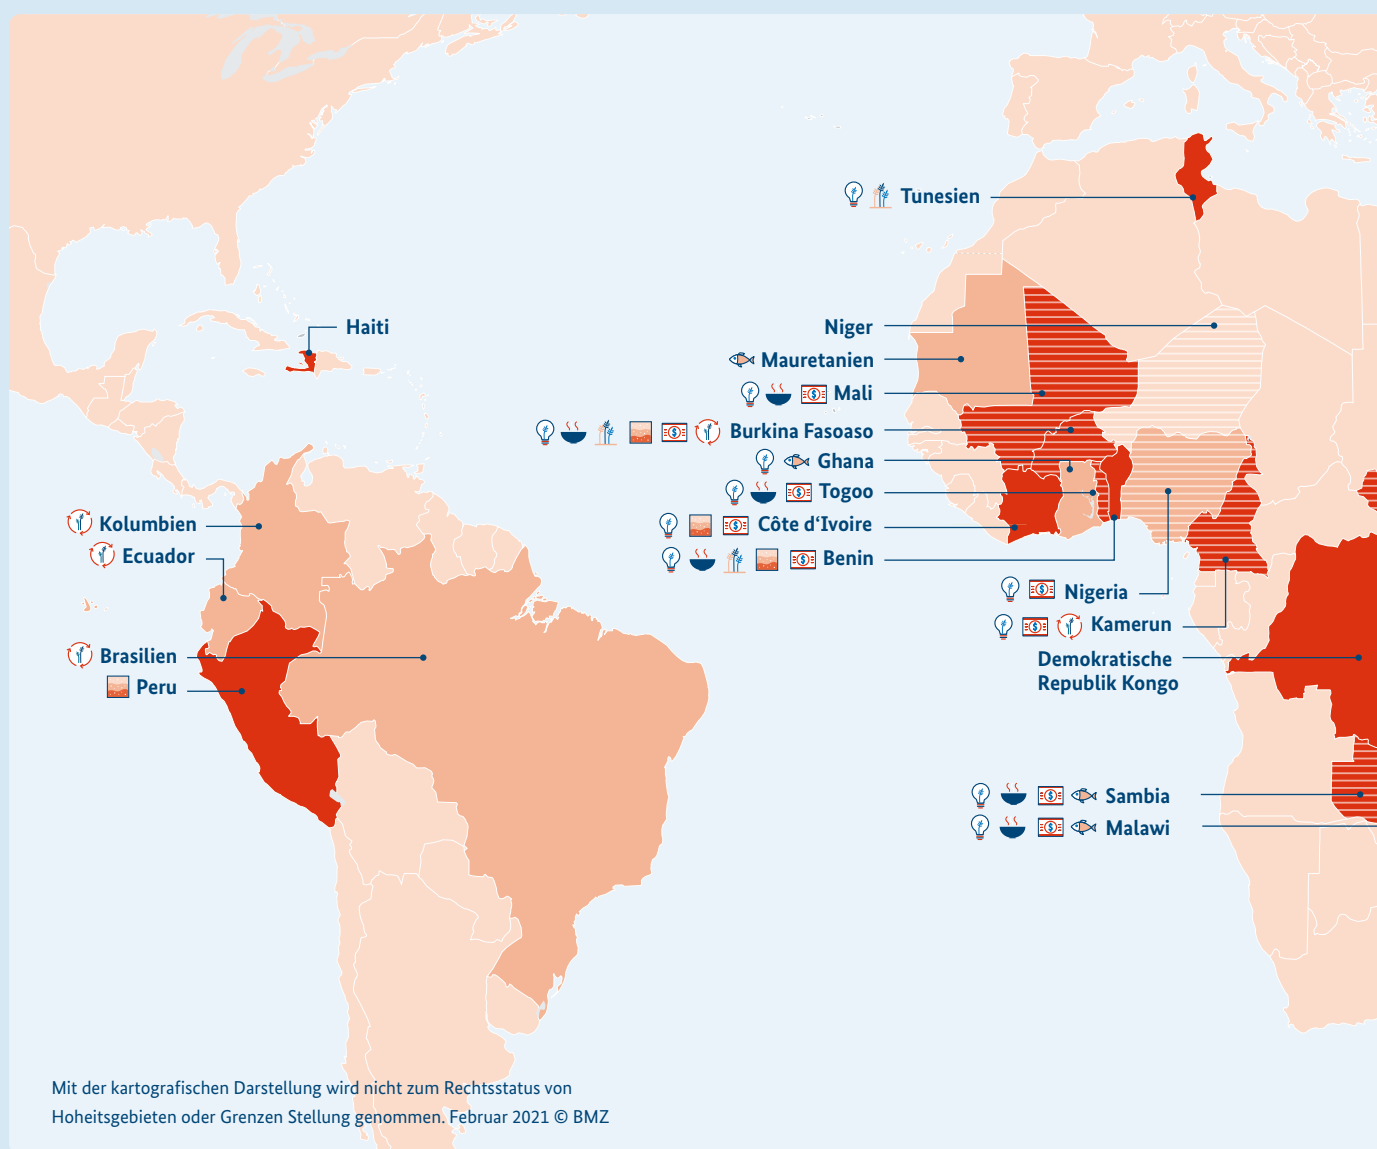 Tunesien
Haiti
Niger
Mauretanien
Mali
Burkina Fasoaso
Ghana
Togoo
Côte d‘Ivoire
Benin
Kolumbien
Ecuador
Nigeria
Kamerun
Brasilien
Peru
Demokratische
Republik Kongo
Sambia
Malawi
Mit der kartografischen Darstellung wird nicht zum Rechtsstatus von
Hoheitsgebieten oder Grenzen Stellung genommen. Februar 2021 © BMZ